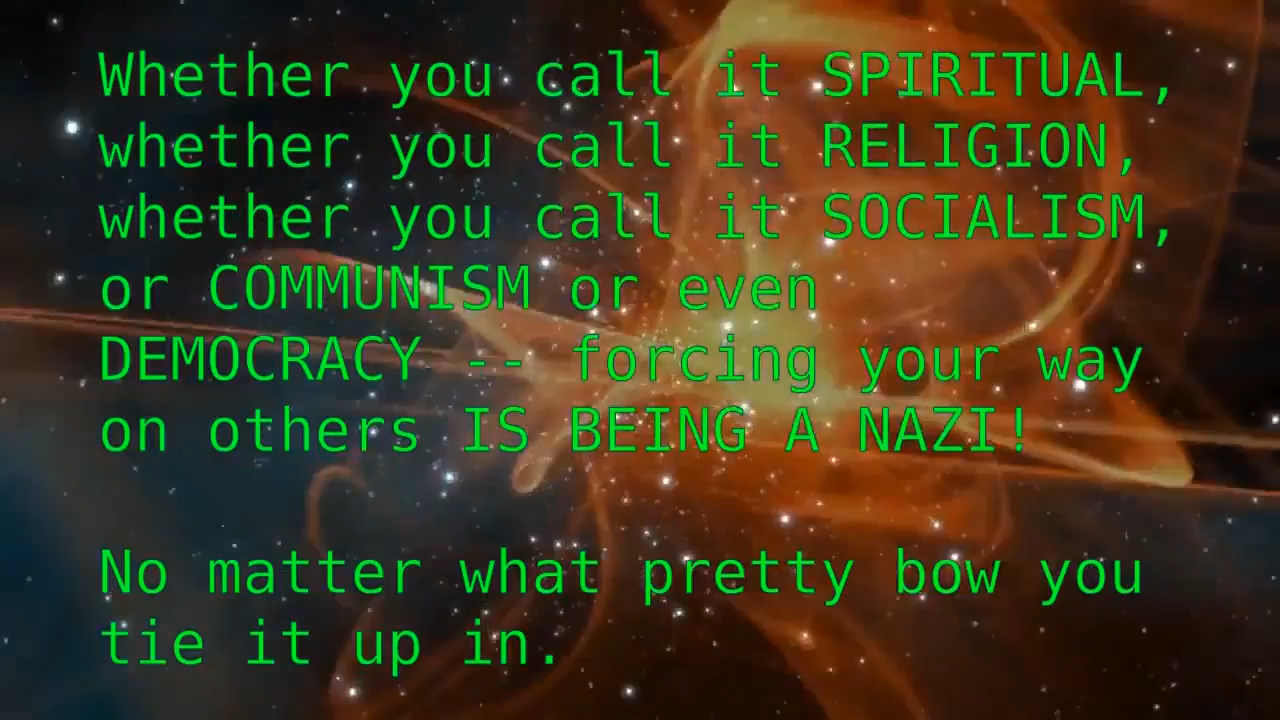 Whether you call it SPIRITUAL,
whether you call it RELIGION,
whether you call it SOCIALISM,
or COMMUNISM or even
DEMOCRACY -- forcing your way
on others IS BEING A NAZI!
No matter what pretty bow you
tie it up in.